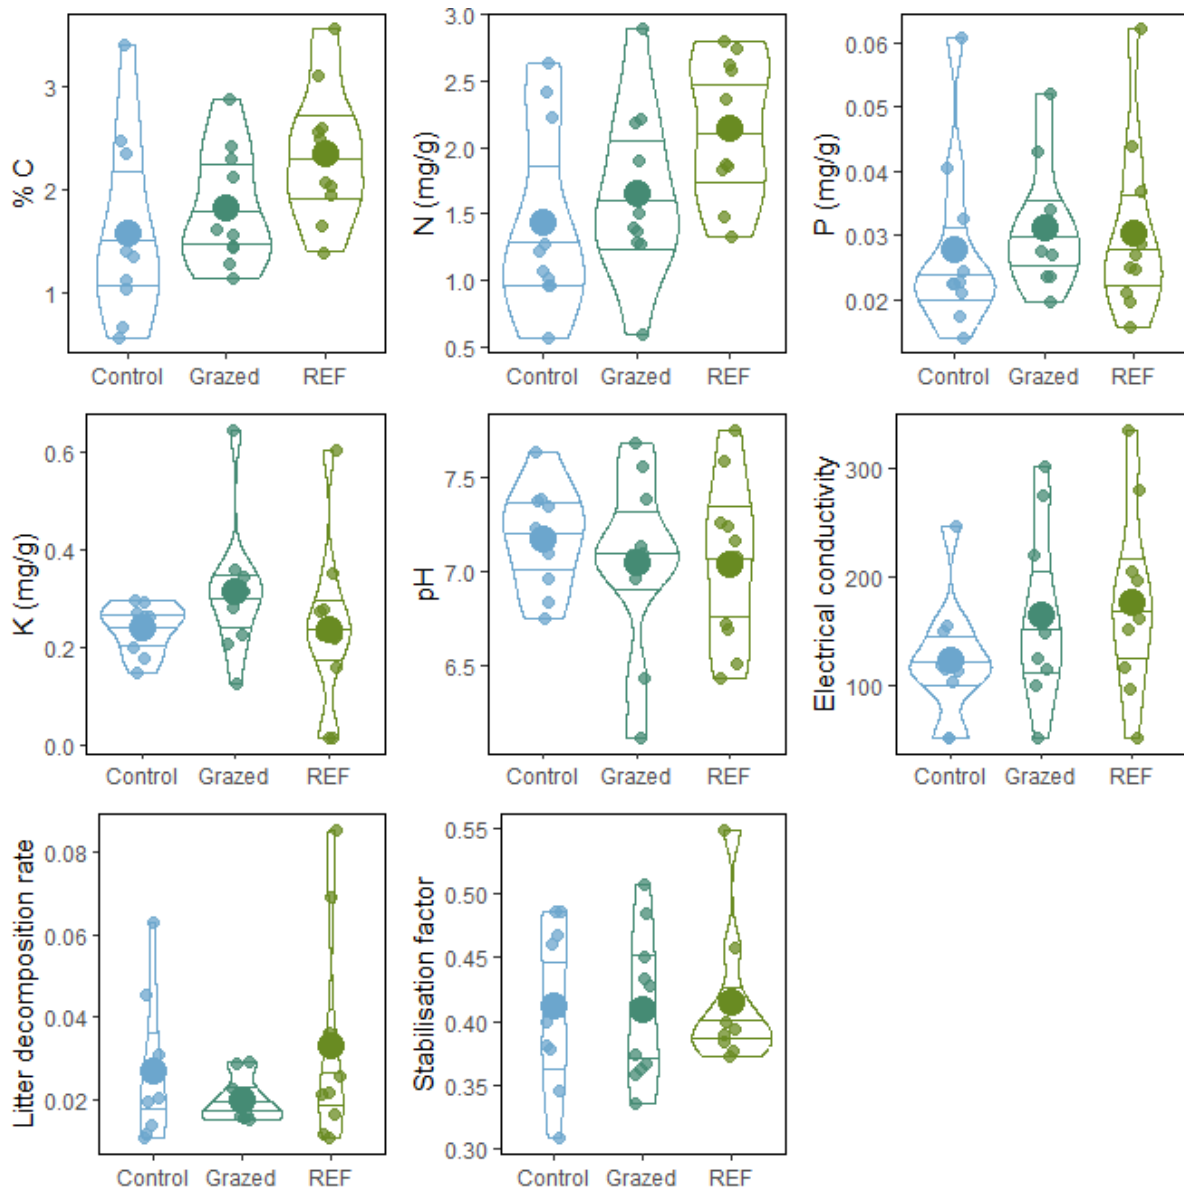 % C
3
2
1
Control Grazed REF
N (mg/g)
3.0
2.5
2.0
1.5
1.0
0.5
Control Grazed REF
P (mg/g)
0.06
0.05
0.04
0.03
0.02
Control Grazed REF
K (mg/g)
0.6
0.4
0.2
0.0
Control Grazed REF
pH
7.5
7.0
6.5
Control Grazed REF
Electrical conductivity
300
200
100
Control Grazed REF
Litter decomposition rate
0.08
0.06
0.04
0.02
Control Grazed REF
Stabilisation factor
0.55
0.50
0.45
0.40
0.35
0.30
Control Grazed REF